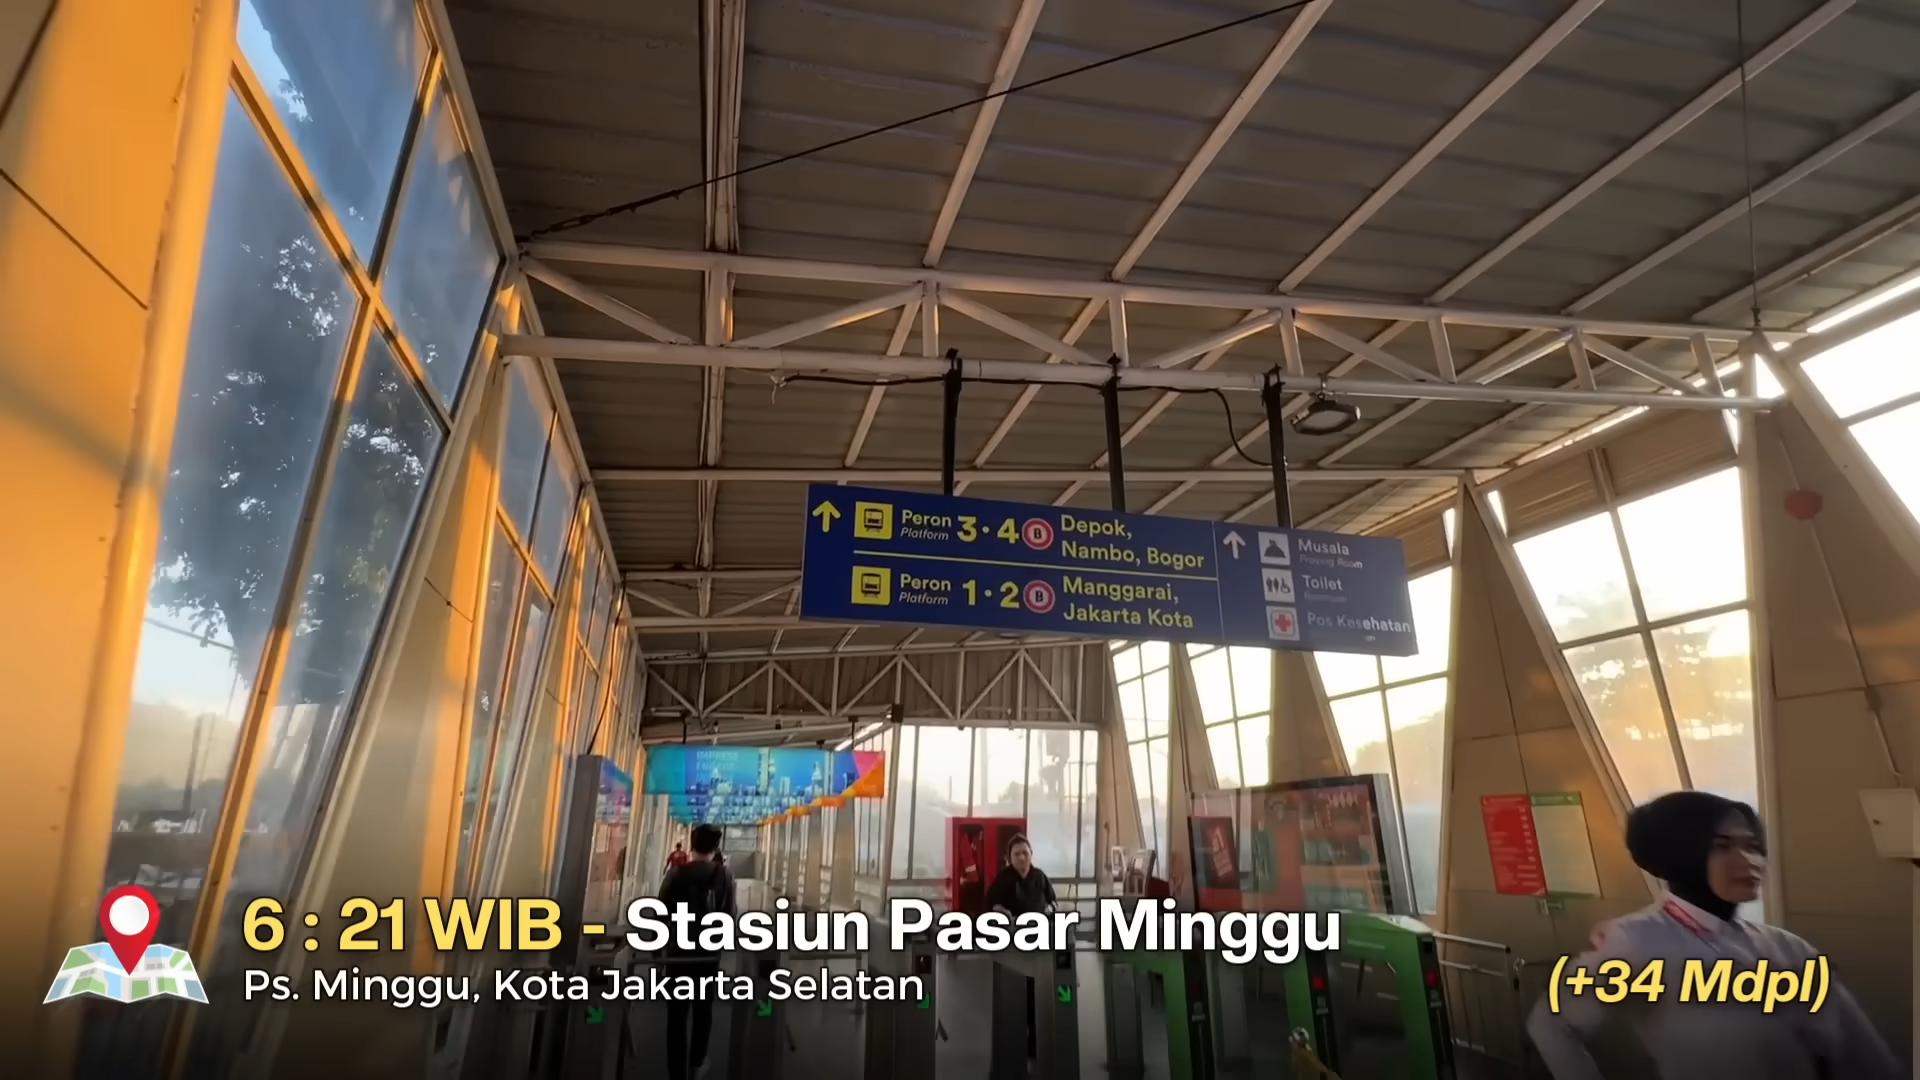 Peron 3·4 B Depok,
Platform Nambo, Bogor
Peron 1·2 B Manggarai,
Platform Jakarta Kota
Musala
Toilet
Pos Kesehatan
6 : 21 WIB - Stasiun Pasar Minggu
Ps. Minggu, Kota Jakarta Selatan
(+34 Mdpl)